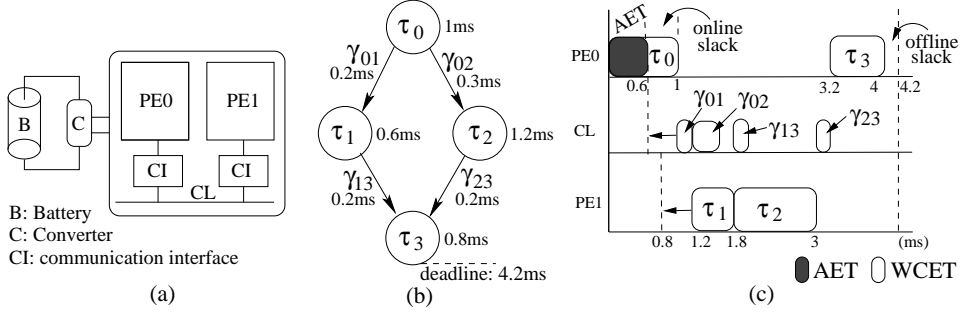 B
C
PE0
PE1
CI
CI
CL
B: Battery
C: Converter
CI: communication interface
(a)
τ0
1ms
γ01
0.2ms
γ02
0.3ms
τ1
0.6ms
τ2
1.2ms
γ13
0.2ms
γ23
0.2ms
τ3
0.8ms
deadline: 4.2ms
(b)
(c)
AET
online
slack
offline
slack
PE0
τ0
τ3
0.6
1
3.2
4
4.2
γ01
γ02
CL
γ13
γ23
PE1
τ1
τ2
0.8
1.2
1.8
3
(ms)
AET
WCET
(c)